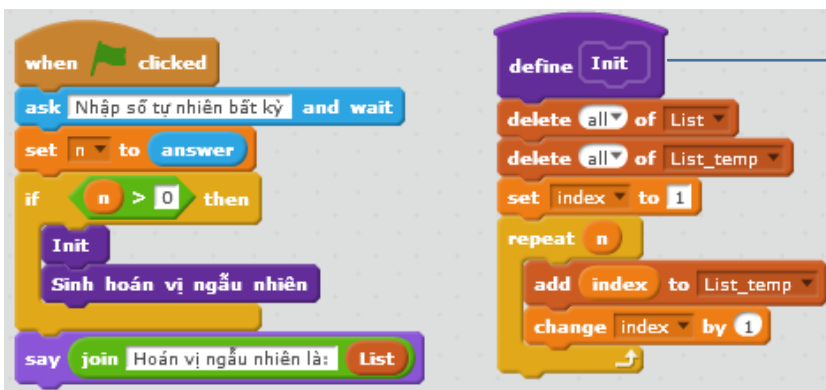 when clicked
ask Nhập số tự nhiên bất kỳ and wait
set n to answer
if n > 0 then
Init
Sinh hoán vị ngẫu nhiên
say join Hoán vị ngẫu nhiên là: List
define Init
delete all of List
delete all of List_temp
set index to 1
repeat n
add index to List_temp
change index by 1